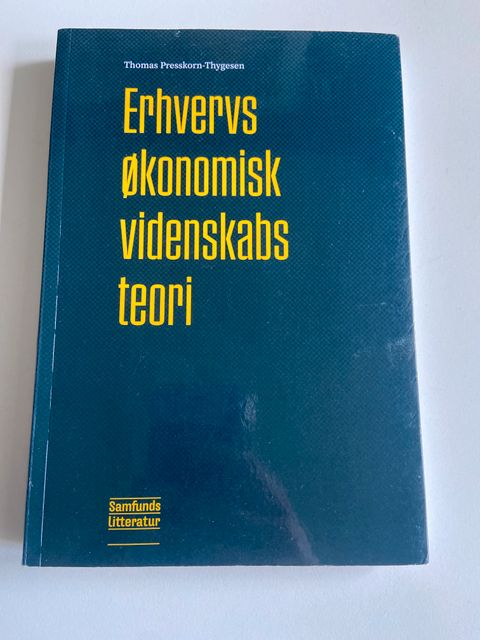 Thomas Presskorn-Thygesen
Erhvervs
økonomisk
videnskabs
teori
Samfunds
Litteratur